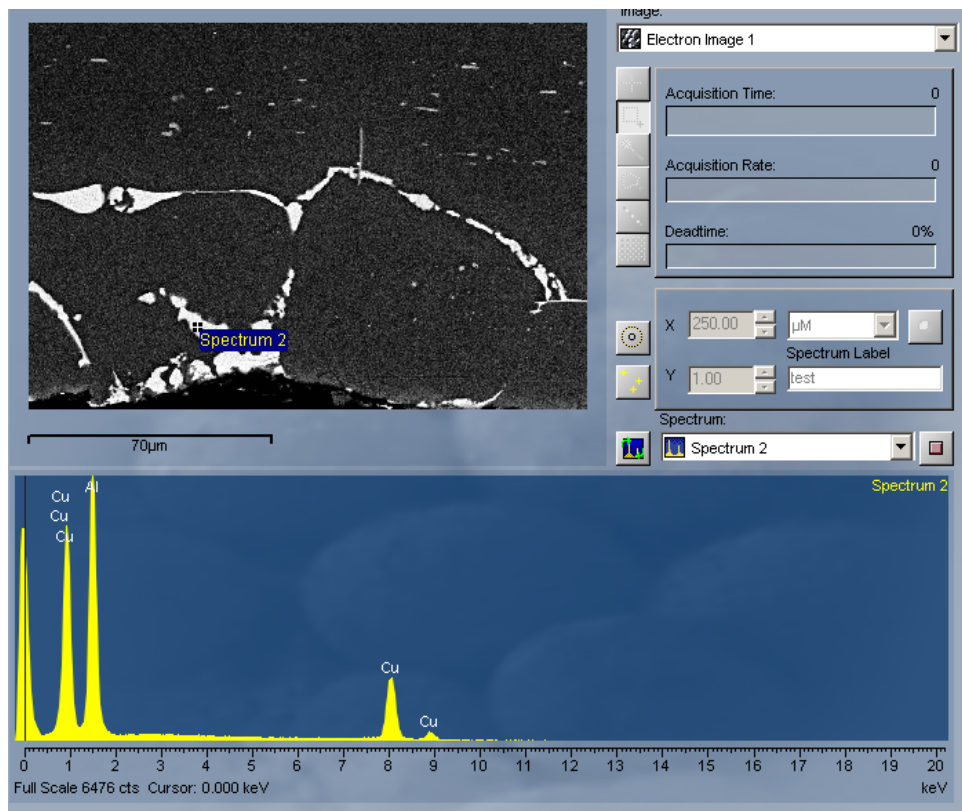 Image:
Electron Image 1
Acquisition Time: 0
Acquisition Rate: 0
Deadtime: 0%
Spectrum 2
X 250.00 µM
Spectrum Label
Y 1.00 test
70µm
Spectrum:
Spectrum 2
Spectrum 2
Al
Cu
Cu
Cu
Cu
Cu
0 1 2 3 4 5 6 7 8 9 10 11 12 13 14 15 16 17 18 19 20
Full Scale 6476 cts Cursor: 0.000 keV keV